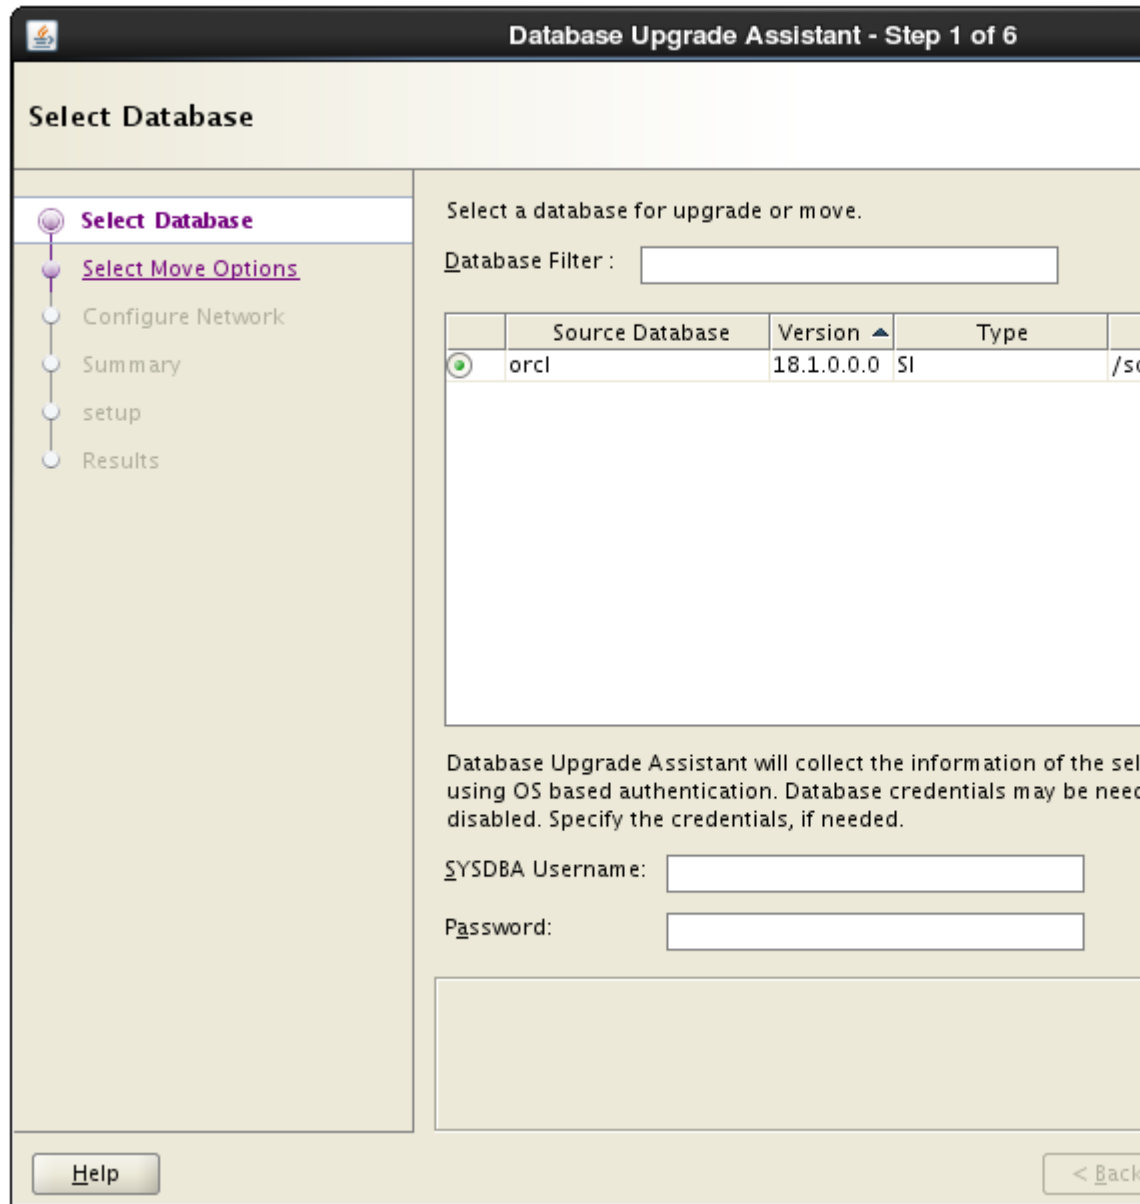 Database Upgrade Assistant - Step 1 of 6
Select Database
Select Database
Select Move Options
Configure Network
Summary
setup
Results
Select a database for upgrade or move.
Database Filter :
Source Database Version Type
orcl 18.1.0.0.0 SI
Database Upgrade Assistant will collect the information of the
using OS based authentication. Database credentials may be
disabled. Specify the credentials, if needed.
SYSDBA Username:
Password:
Help
< Back